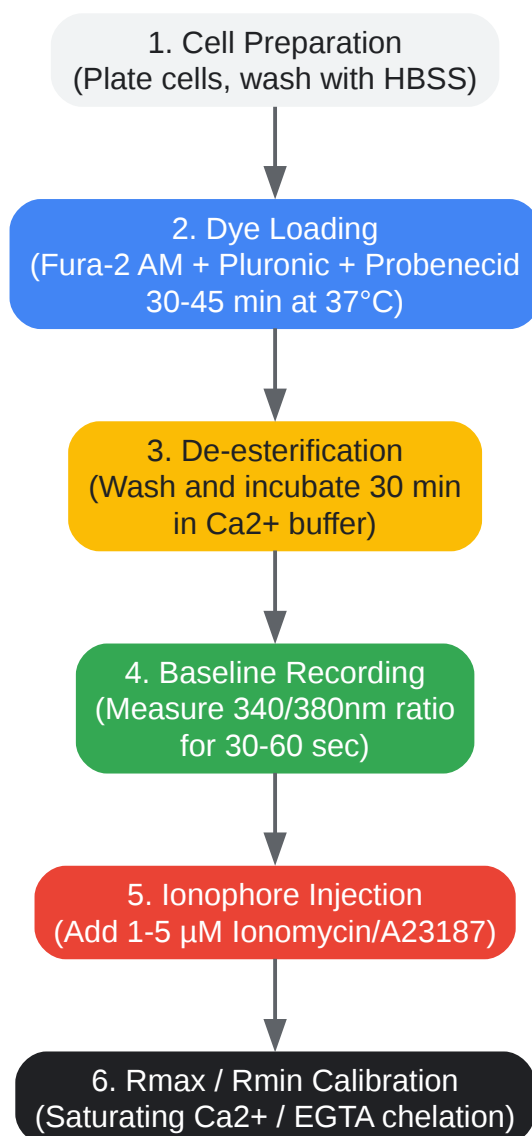 1. Cell Preparation
(Plate cells, wash with HBSS)
2. Dye Loading
(Fura-2 AM + Pluronic + Probenecid
30-45 min at 37°C)
3. De-esterification
(Wash and incubate 30 min
in Ca2+ buffer)
4. Baseline Recording
(Measure 340/380nm ratio
for 30-60 sec)
5. Ionophore Injection
(Add 1-5 µM Ionomycin/A23187)
6. Rmax / Rmin Calibration
(Saturating Ca2+ / EGTA chelation)